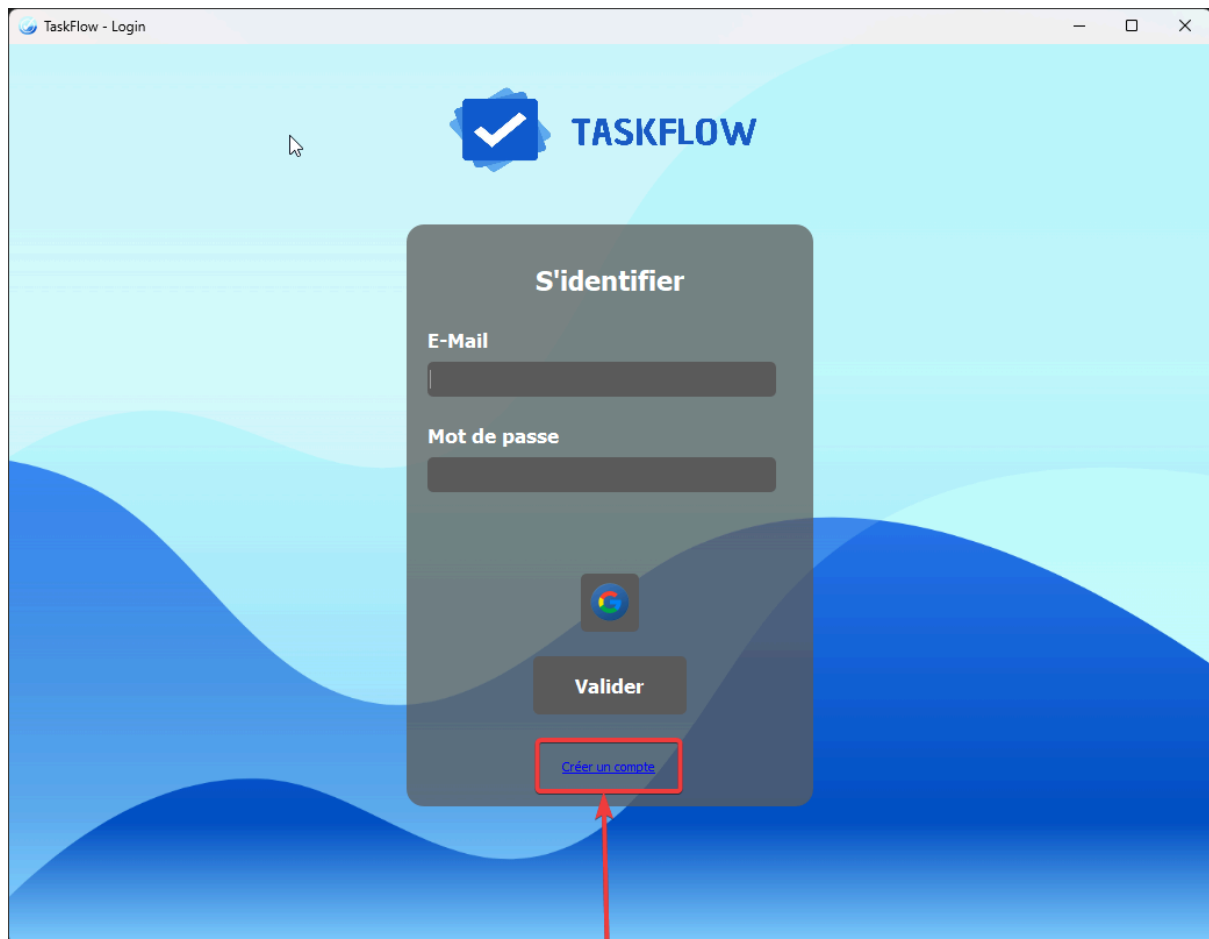 TaskFlow - Login
TASKFLOW
S'identifier
E-Mail
Mot de passe
G
Valider
Créer un compte